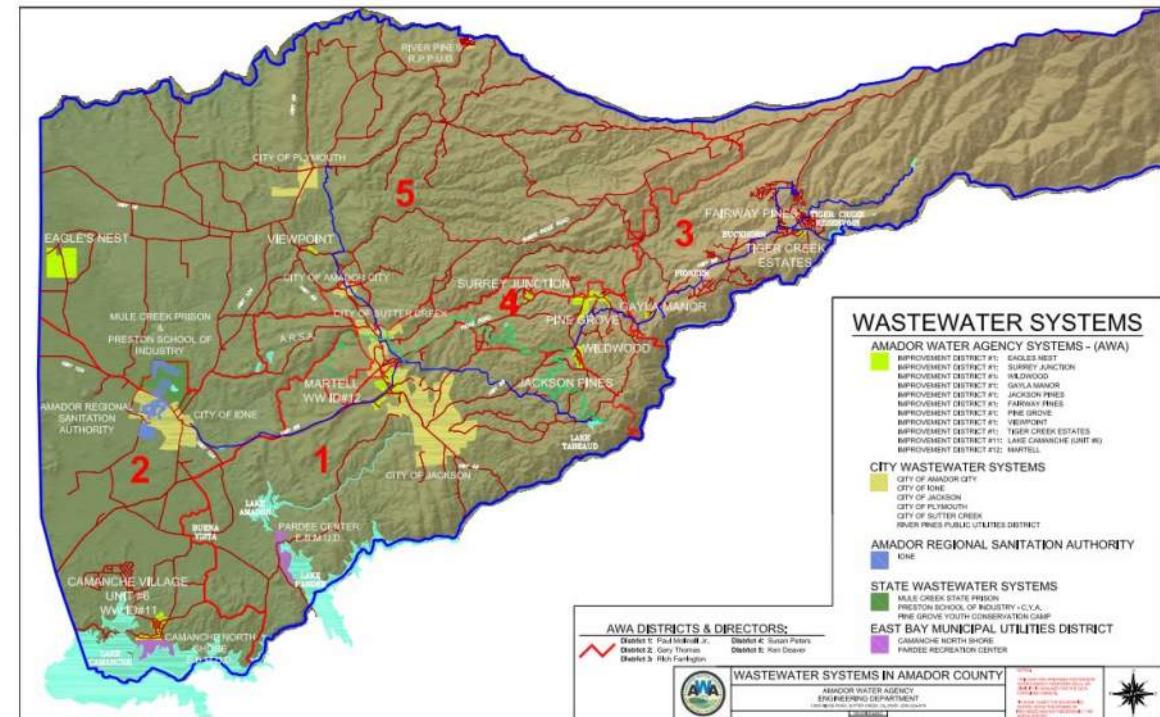 RIVER PINES
R.P.P.U.D.
CITY OF PLYMOUTH
5
EAGLE'S NEST
VIEWPOINT
3
FAIRWAY PINES
TIGER CREEK
RESERVOIR
BUCKHORN
TIGER CREEK
ESTATES
PIONEER
CITY OF AMADOR CITY
SURREY JUNCTION
4
GAYLA MANOR
CITY OF SUTTER CREEK
PINE GROVE
MULE CREEK PRISON
&
PRESTON SCHOOL OF
INDUSTRY
A.R.S.A.
WILDWOOD
MARTELL
WW ID#12
JACKSON PINES
AMADOR REGIONAL
SANITATION
AUTHORITY
CITY OF IONE
LAKE
TABEAUD
2
1
CITY OF JACKSON
LAKE
AMADOR
BUENA
VISTA
PARDEE CENTER
E.B.M.U.D.
LAKE
PARDEE
CAMANCHE VILLAGE
UNIT #6
WW ID#11
CAMANCHE NORTH
SHORE
LAKE
CAMANCHE
WASTEWATER SYSTEMS
AMADOR WATER AGENCY SYSTEMS - (AWA)
IMPROVEMENT DISTRICT #1: EAGLES NEST
IMPROVEMENT DISTRICT #1: SURREY JUNCTION
IMPROVEMENT DISTRICT #1: WILDWOOD
IMPROVEMENT DISTRICT #1: GAYLA MANOR
IMPROVEMENT DISTRICT #1: JACKSON PINES
IMPROVEMENT DISTRICT #1: FAIRWAY PINES
IMPROVEMENT DISTRICT #1: PINE GROVE
IMPROVEMENT DISTRICT #1: VIEWPOINT
IMPROVEMENT DISTRICT #1: TIGER CREEK ESTATES
IMPROVEMENT DISTRICT #11: LAKE CAMANCHE (UNIT #6)
IMPROVEMENT DISTRICT #12: MARTELL
CITY WASTEWATER SYSTEMS
CITY OF AMADOR CITY
CITY OF IONE
CITY OF JACKSON
CITY OF PLYMOUTH
CITY OF SUTTER CREEK
RIVER PINES PUBLIC UTILITIES DISTRICT
AMADOR REGIONAL SANITATION AUTHORITY
IONE
STATE WASTEWATER SYSTEMS
MULE CREEK STATE PRISON
PRESTON SCHOOL OF INDUSTRY - C.Y.A.
PINE GROVE YOUTH CONSERVATION CAMP
EAST BAY MUNICIPAL UTILITIES DISTRICT
CAMANCHE NORTH SHORE
PARDEE RECREATION CENTER
AWA DISTRICTS & DIRECTORS:
District 1: Paul Molinelli Jr. District 4: Susan Peters
District 2: Gary Thomas District 5: Ken Deaver
District 3: Rich Farrington
AWA
WASTEWATER SYSTEMS IN AMADOR COUNTY
AMADOR WATER AGENCY
ENGINEERING DEPARTMENT